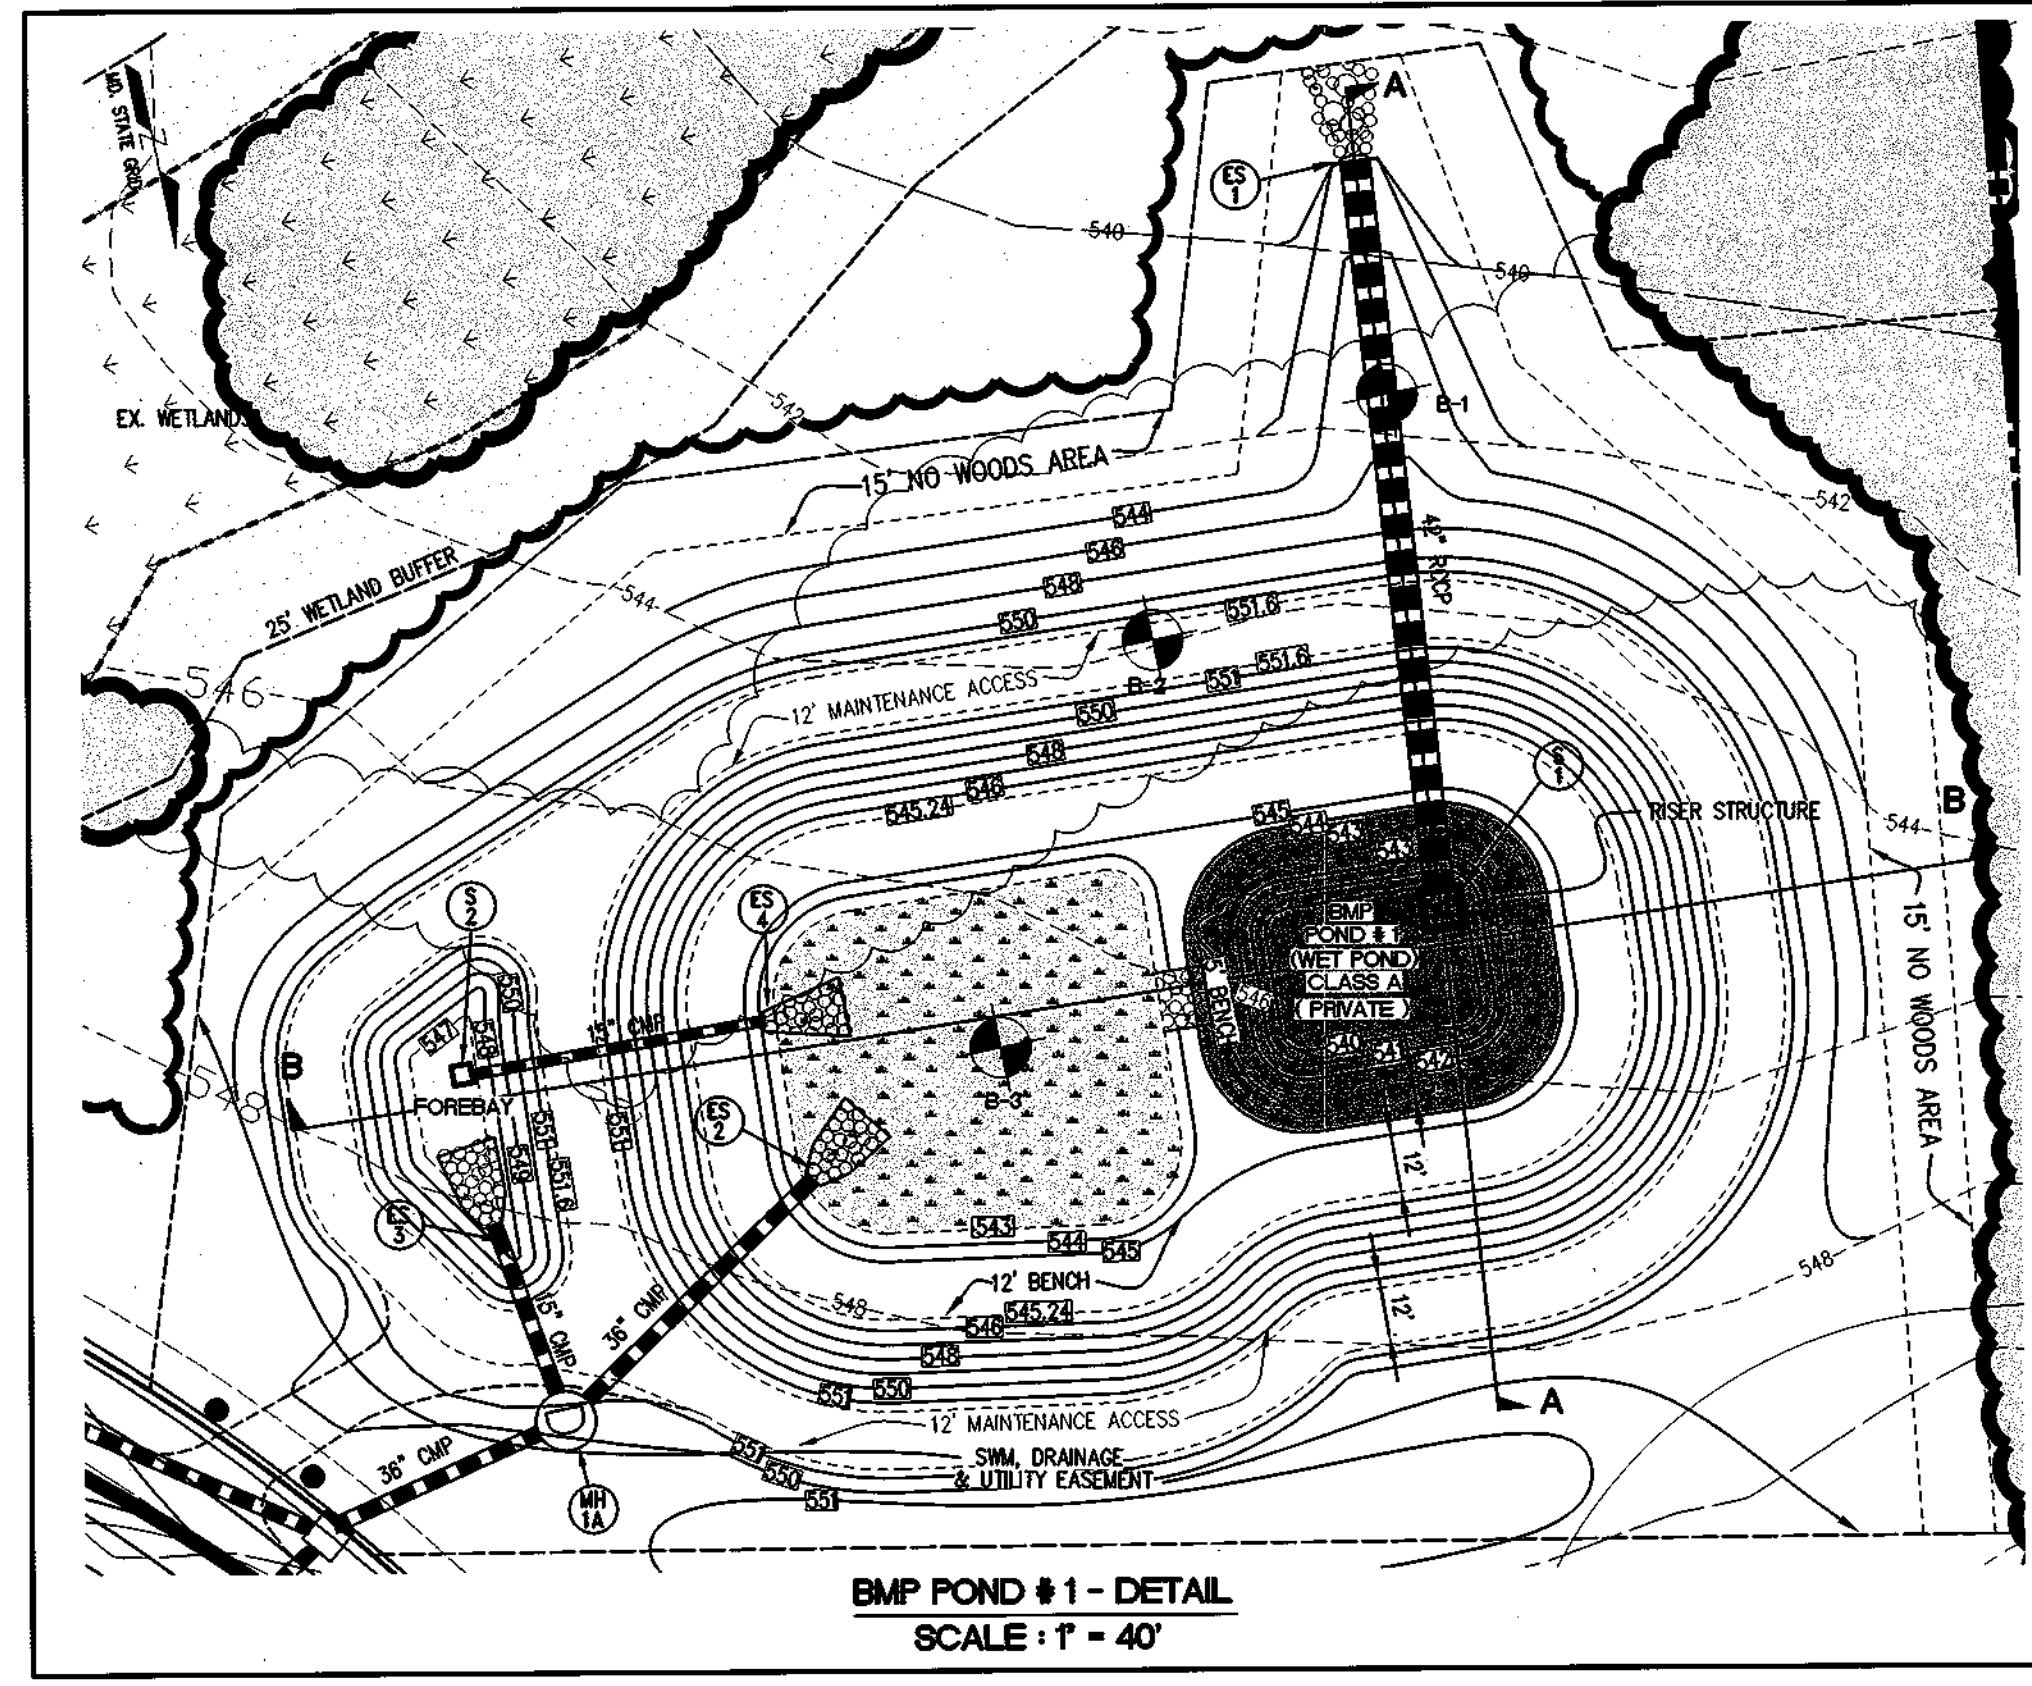 MD. STATE GRID
A
ES
1
540
540
EX. WETLANDS
542
B-1
15' NO WOODS AREA
542
544
546
548
550
551.6
42" RCCP
25' WETLAND BUFFER
544
546
12' MAINTENANCE ACCESS
B-2
551
551.6
550
548
546
545.24
S
1
RISER STRUCTURE
B
544
545
544
543
543
S
2
ES
4
BMP
POND # 1
(WET POND)
CLASS A
( PRIVATE )
5' BENCH
546
540
541
542
15' NO WOODS AREA
550
547
548
15" CMP
B
548
FOREBAY
B-3
ES
2
551
549
551.6
551
ES
3
12'
543
544
545
12' BENCH
548
545.24
546
548
550
551
12'
548
15" CMP
36" CMP
A
12' MAINTENANCE ACCESS
36" CMP
551
550
551
SWM, DRAINAGE
& UTILITY EASEMENT
MH
1A
BMP POND # 1 - DETAIL
SCALE : 1" = 40'